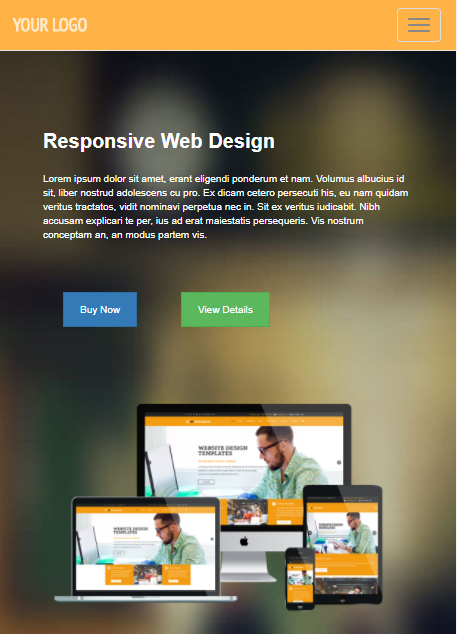 YOUR LOGO
Responsive Web Design
Lorem ipsum dolor sit amet, erant eligendi ponderum et nam. Volumus albucius id
sit, liber nostrud adolescens cu pro. Ex dicam cetero persecuti his, eu nam quidam
veritus tractatos, vidit nominavi perpetua nec in. Sit ex veritus iudicabit. Nibh
accusam explicari te per, ius ad erat maiestatis persequeris. Vis nostrum
conceptam an, an modus partem vis.
Buy Now
View Details
WEBSITE DESIGN
TEMPLATES
WEBSITE DESIGN
TEMPLATES